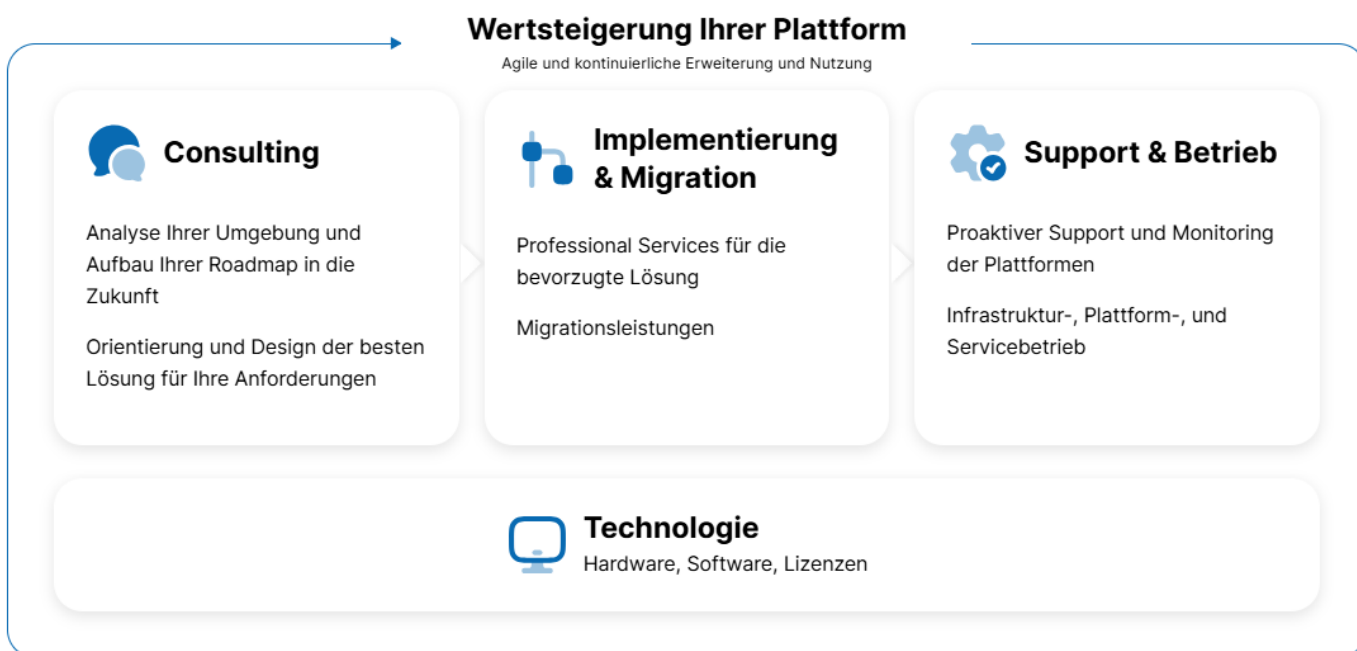 Wertsteigerung Ihrer Plattform
Agile und kontinuierliche Erweiterung und Nutzung
Consulting
Analyse Ihrer Umgebung und
Aufbau Ihrer Roadmap in die
Zukunft
Orientierung und Design der besten
Lösung für Ihre Anforderungen
Implementierung
& Migration
Professional Services für die
bevorzugte Lösung
Migrationsleistungen
Support & Betrieb
Proaktiver Support und Monitoring
der Plattformen
Infrastruktur-, Plattform-, und
Servicebetrieb
Technologie
Hardware, Software, Lizenzen